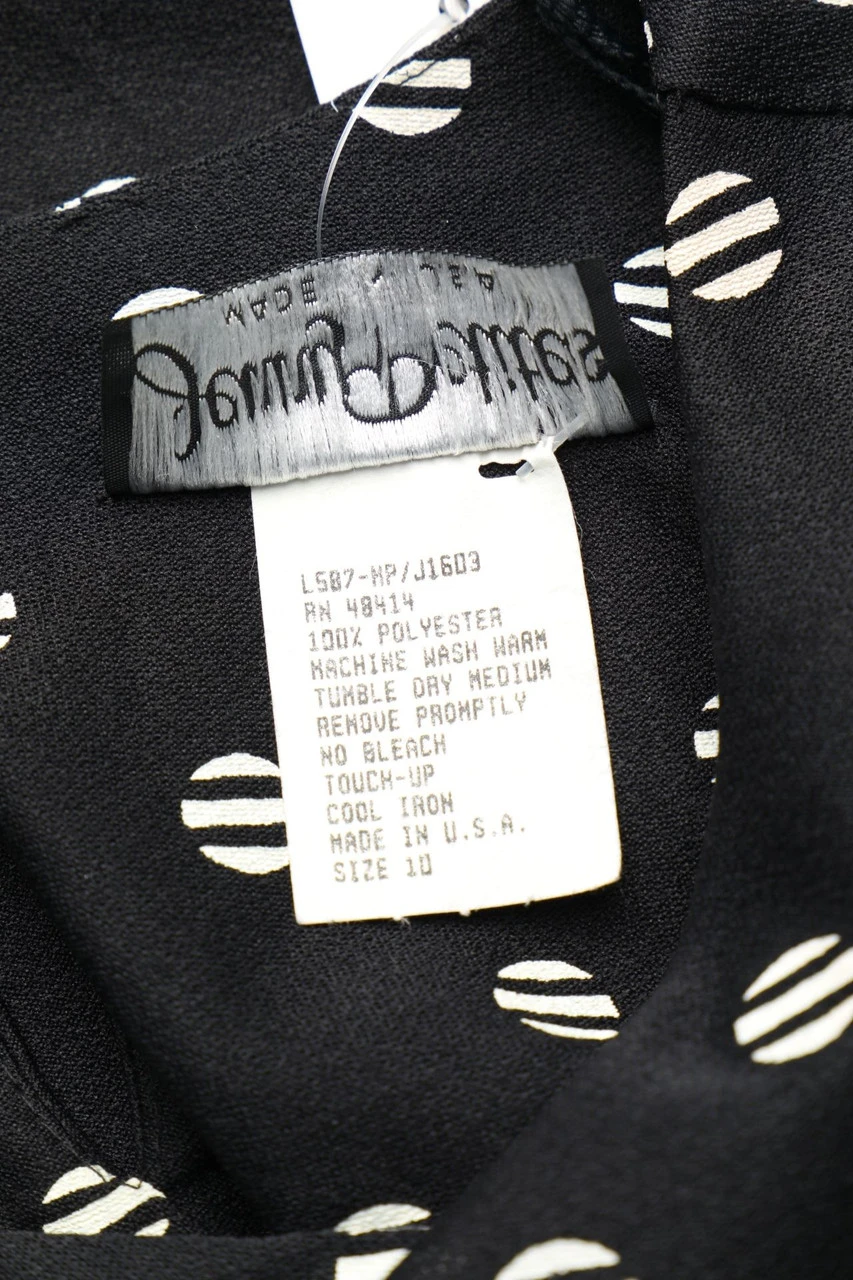 Petites
L587-MP/J1603
RN 48414
100% POLYESTER
MACHINE WASH WARM
TUMBLE DRY MEDIUM
REMOVE PROMPTLY
NO BLEACH
TOUCH-UP
COOL IRON
MADE IN U.S.A.
SIZE 10